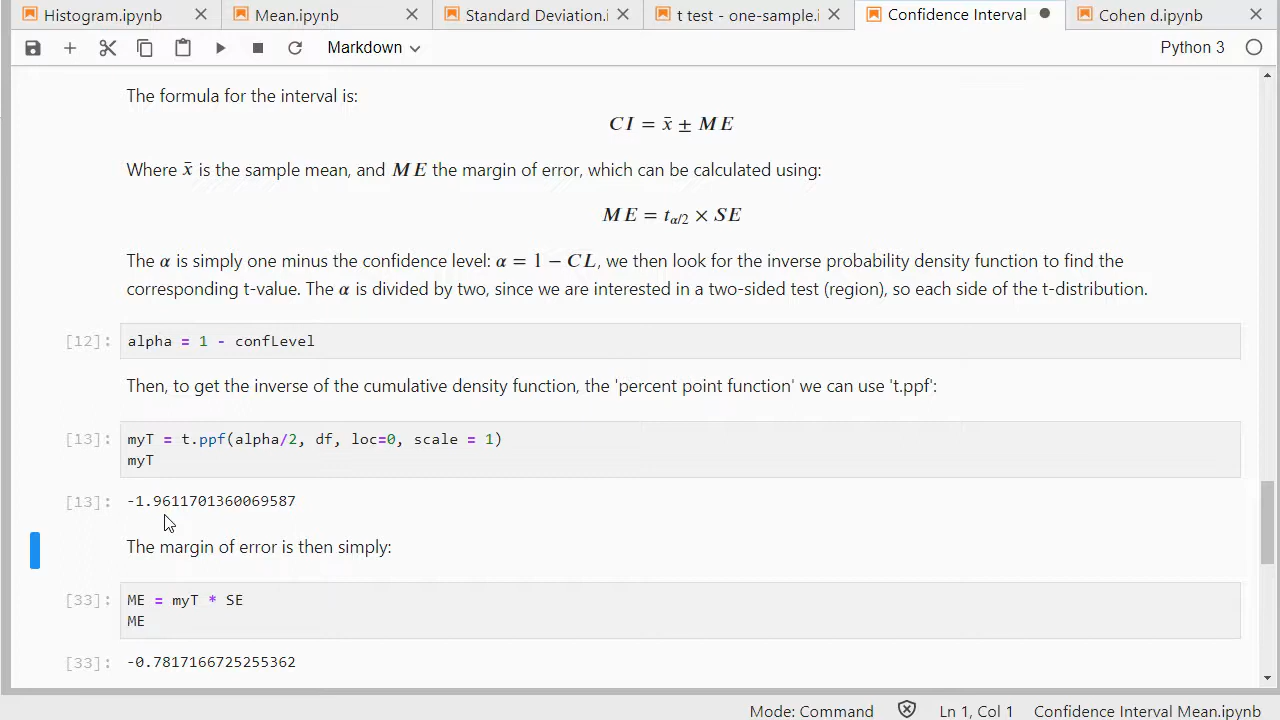 Histogram.ipynb Mean.ipynb Standard Deviation.i t test - one-sample.i Confidence Interval Cohen d.ipynb
Markdown Python 3
The formula for the interval is:
CI = x̄ ± ME
Where x̄ is the sample mean, and ME the margin of error, which can be calculated using:
ME = tα/2 × SE
The α is simply one minus the confidence level: α = 1 − CL, we then look for the inverse probability density function to find the
corresponding t-value. The α is divided by two, since we are interested in a two-sided test (region), so each side of the t-distribution.
[12]: alpha = 1 - confLevel
Then, to get the inverse of the cumulative density function, the 'percent point function' we can use 't.ppf':
[13]: myT = t.ppf(alpha/2, df, loc=0, scale = 1)
myT
[13]: -1.9611701360069587
The margin of error is then simply:
[33]: ME = myT * SE
ME
[33]: -0.7817166725255362
Mode: Command Ln 1, Col 1 Confidence Interval Mean.ipynb